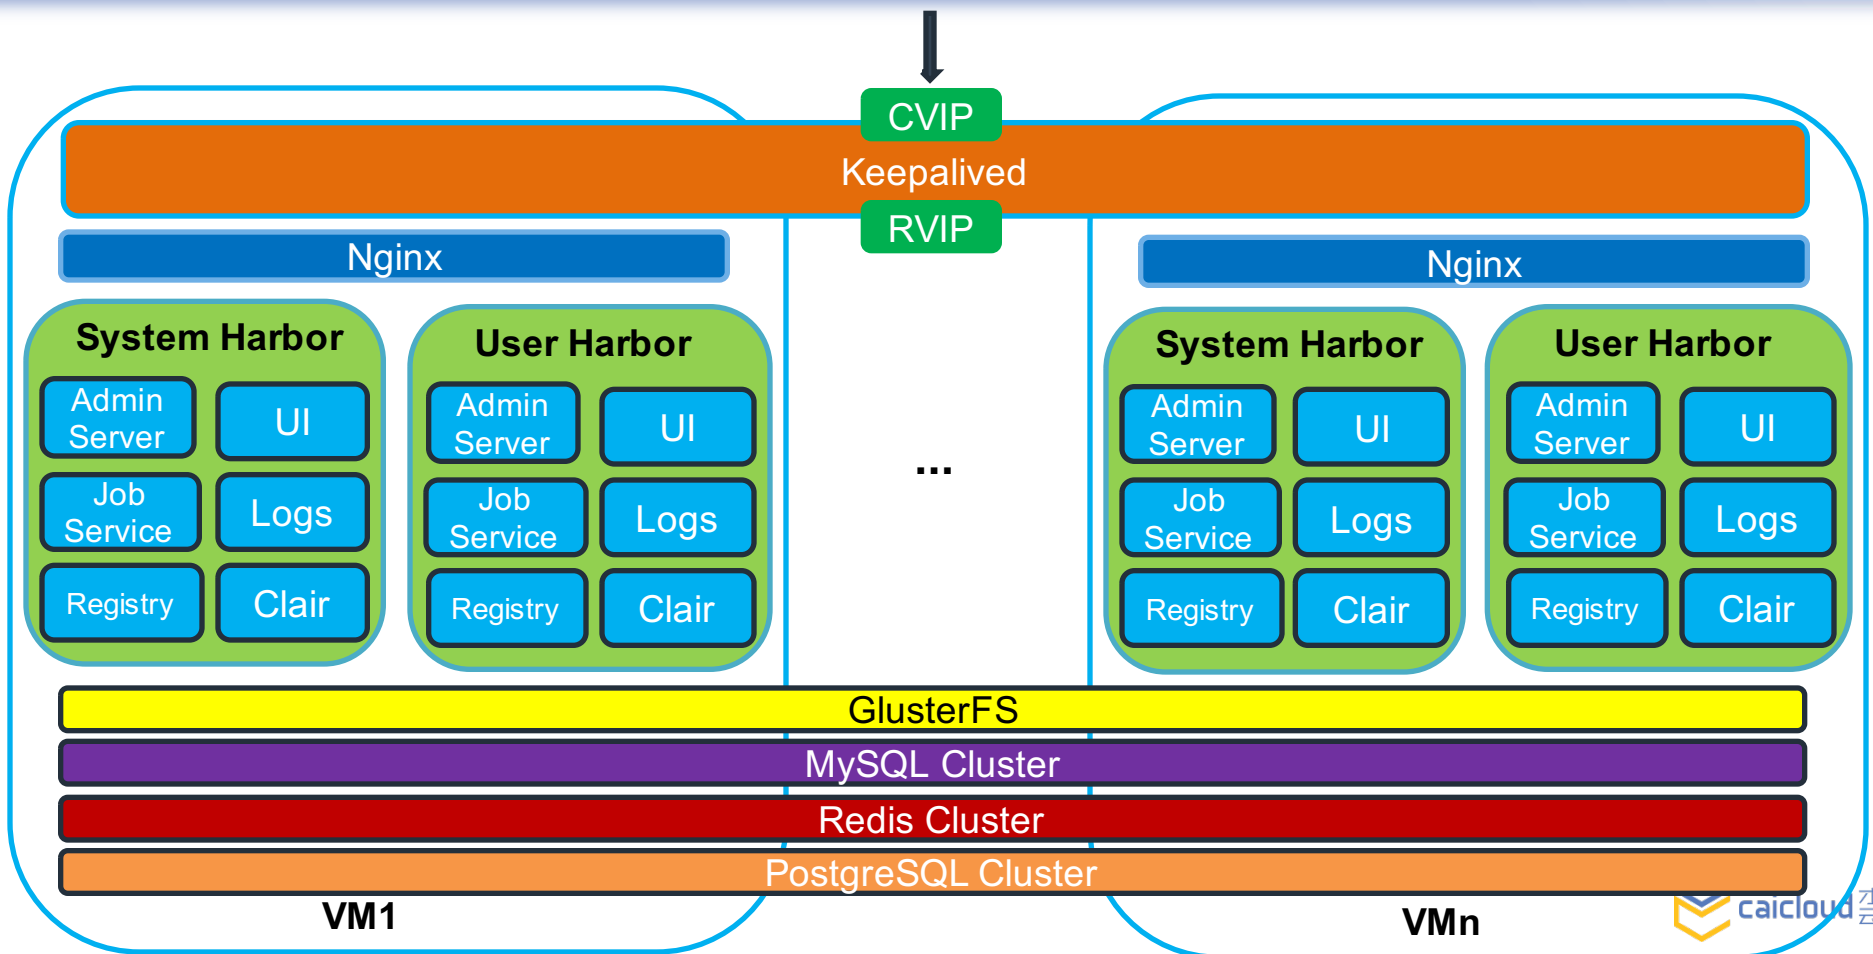 CVIP
Keepalived
RVIP
Nginx
System Harbor
Admin
Server
UI
Job
Service
Logs
Registry
Clair
User Harbor
Admin
Server
UI
Job
Service
Logs
Registry
Clair
...
Nginx
System Harbor
Admin
Server
UI
Job
Service
Logs
Registry
Clair
User Harbor
Admin
Server
UI
Job
Service
Logs
Registry
Clair
GlusterFS
MySQL Cluster
Redis Cluster
PostgreSQL Cluster
VM1
VMn
caicloud